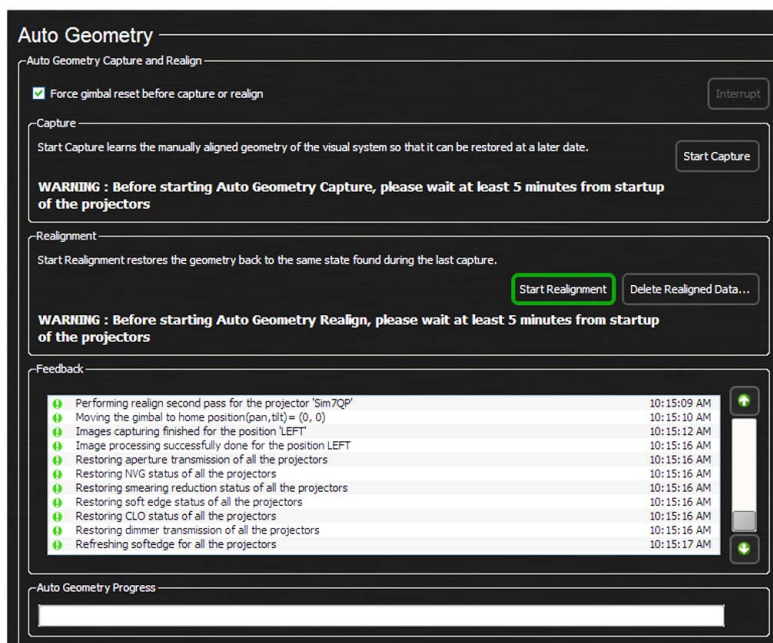 Auto Geometry
Auto Geometry Capture and Realign
Force gimbal reset before capture or realign
Interrupt
Capture
Start Capture learns the manually aligned geometry of the visual system so that it can be restored at a later date.
Start Capture
WARNING : Before starting Auto Geometry Capture, please wait at least 5 minutes from startup
of the projectors
Realignment
Start Realignment restores the geometry back to the same state found during the last capture.
Start Realignment
Delete Realigned Data...
WARNING : Before starting Auto Geometry Realign, please wait at least 5 minutes from startup
of the projectors
Feedback
Performing realign second pass for the projector 'Sim7QP' 10:15:09 AM
Moving the gimbal to home position(pan,tilt)= (0, 0) 10:15:10 AM
Images capturing finished for the position 'LEFT' 10:15:12 AM
Image processing successfully done for the position LEFT 10:15:16 AM
Restoring aperture transmission of all the projectors 10:15:16 AM
Restoring NVG status of all the projectors 10:15:16 AM
Restoring smearing reduction status of all the projectors 10:15:16 AM
Restoring soft edge status of all the projectors 10:15:16 AM
Restoring CLO status of all the projectors 10:15:16 AM
Restoring dimmer transmission of all the projectors 10:15:16 AM
Refreshing softedge for all the projectors 10:15:17 AM
Auto Geometry Progress